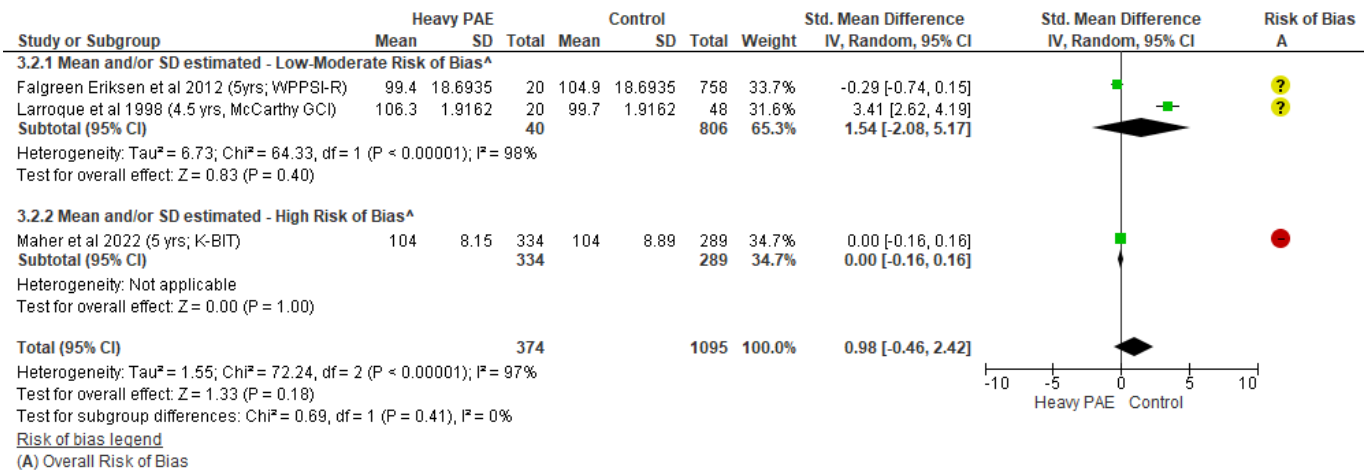 Heavy PAE Control Std. Mean Difference Std. Mean Difference Risk of Bias
Study or Subgroup Mean SD Total Mean SD Total Weight IV, Random, 95% CI IV, Random, 95% CI A
3.2.1 Mean and/or SD estimated - Low-Moderate Risk of Bias^
Falgreen Eriksen et al 2012 (5yrs; WPPSI-R) 99.4 18.6935 20 104.9 18.6935 758 33.7% -0.29 [-0.74, 0.15] ?
Larroque et al 1998 (4.5 yrs, McCarthy GCI) 106.3 1.9162 20 99.7 1.9162 48 31.6% 3.41 [2.62, 4.19] ?
Subtotal (95% CI) 40 806 65.3% 1.54 [-2.08, 5.17]
Heterogeneity: Tau² = 6.73; Chi² = 64.33, df = 1 (P < 0.00001); I² = 98%
Test for overall effect: Z = 0.83 (P = 0.40)
3.2.2 Mean and/or SD estimated - High Risk of Bias^
Maher et al 2022 (5 yrs; K-BIT) 104 8.15 334 104 8.89 289 34.7% 0.00 [-0.16, 0.16] -
Subtotal (95% CI) 334 289 34.7% 0.00 [-0.16, 0.16]
Heterogeneity: Not applicable
Test for overall effect: Z = 0.00 (P = 1.00)
Total (95% CI) 374 1095 100.0% 0.98 [-0.46, 2.42]
Heterogeneity: Tau² = 1.55; Chi² = 72.24, df = 2 (P < 0.00001); I² = 97%
Test for overall effect: Z = 1.33 (P = 0.18)
Test for subgroup differences: Chi² = 0.69, df = 1 (P = 0.41), I² = 0%
-10 -5 0 5 10
Heavy PAE Control
Risk of bias legend
(A) Overall Risk of Bias